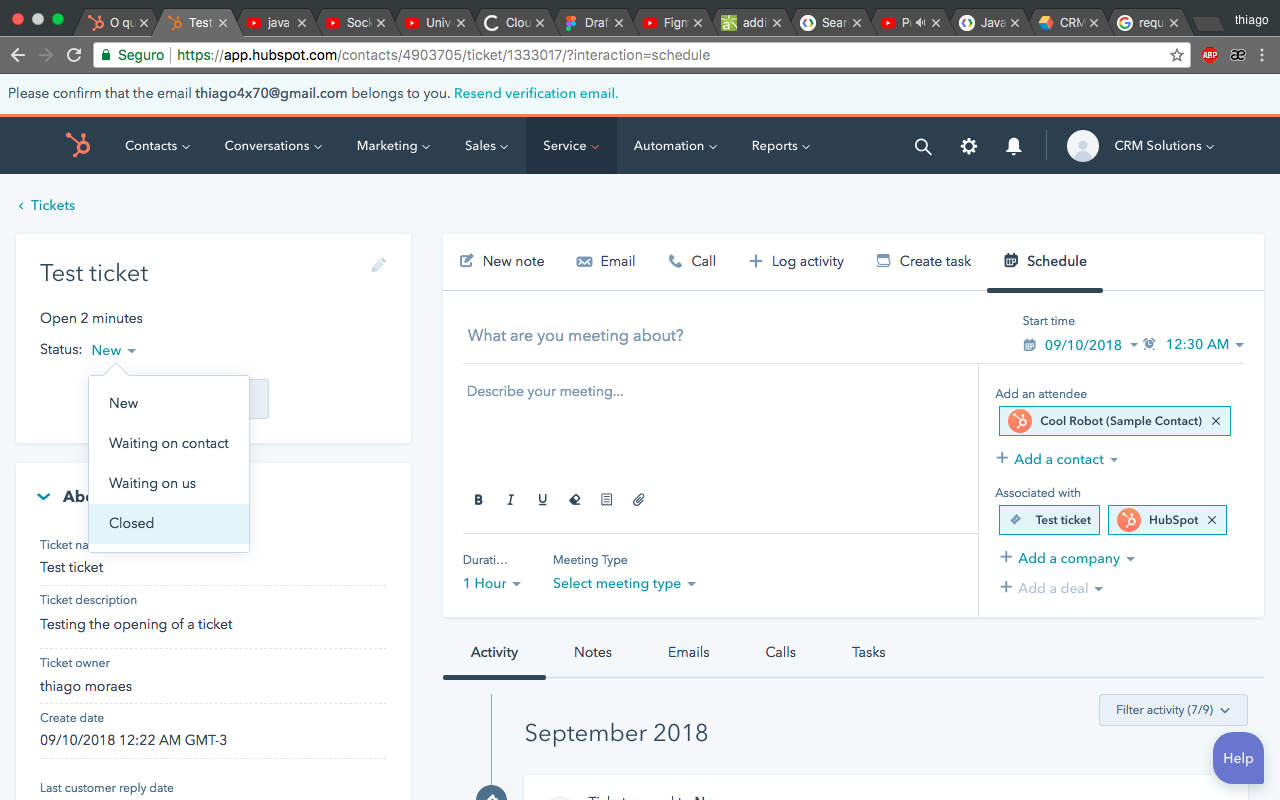 O qu
Test
java
Sock
Unive
Clou
Draf
Figm
addi
Sear
Pu
Java
CRM
requ
thiago
Seguro https://app.hubspot.com/contacts/4903705/ticket/1333017/?interaction=schedule
ABP
æ
Please confirm that the email thiago4x70@gmail.com belongs to you. Resend verification email.
Contacts
Conversations
Marketing
Sales
Service
Automation
Reports
CRM Solutions
Tickets
Test ticket
Open 2 minutes
Status: New
New
Waiting on contact
Waiting on us
Closed
Abo
Ticket na
Test ticket
Ticket description
Testing the opening of a ticket
Ticket owner
thiago moraes
Create date
09/10/2018 12:22 AM GMT-3
Last customer reply date
New note
Email
Call
Log activity
Create task
Schedule
What are you meeting about?
Start time
09/10/2018
12:30 AM
Describe your meeting...
B I U
Durati...
1 Hour
Meeting Type
Select meeting type
Add an attendee
Cool Robot (Sample Contact)
Add a contact
Associated with
Test ticket
HubSpot
Add a company
Add a deal
Activity
Notes
Emails
Calls
Tasks
Filter activity (7/9)
September 2018
Help